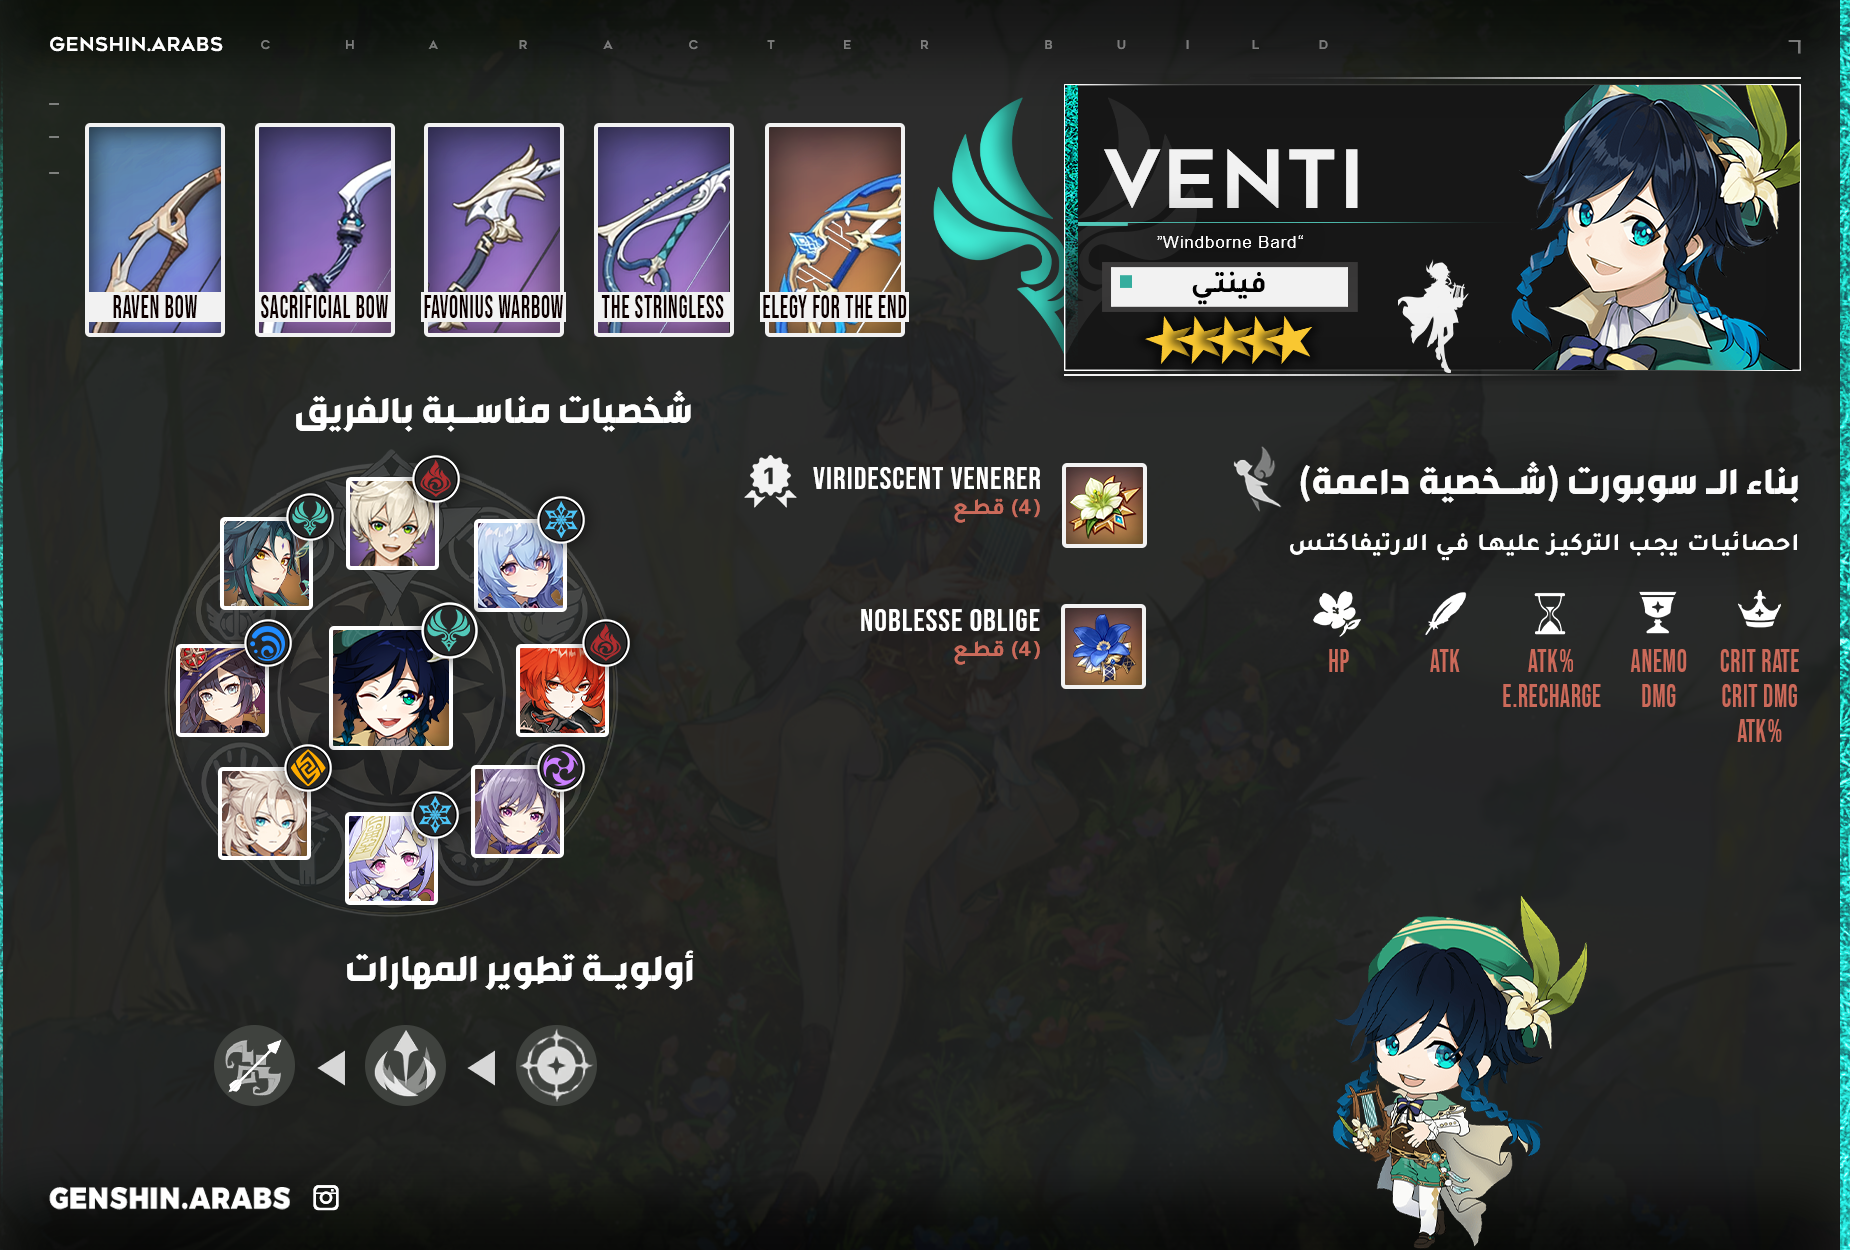 GENSHIN.ARABS
CHARACTER BUILD
VENTI
”Windborne Bard“
فينتي
RAVEN BOW
SACRIFICIAL BOW
FAVONIUS WARBOW
THE STRINGLESS
ELEGY FOR THE END
شخصيات مناسبة بالفريق
1
VIRIDESCENT VENERER
(4) قطع
NOBLESSE OBLIGE
(4) قطع
بناء الـ سوبورت (شخصية داعمة)
احصائيات يجب التركيز عليها في الارتيفاكتس
HP
ATK
ATK%
E.RECHARGE
ANEMO
DMG
CRIT RATE
CRIT DMG
ATK%
أولوية تطوير المهارات
GENSHIN.ARABS